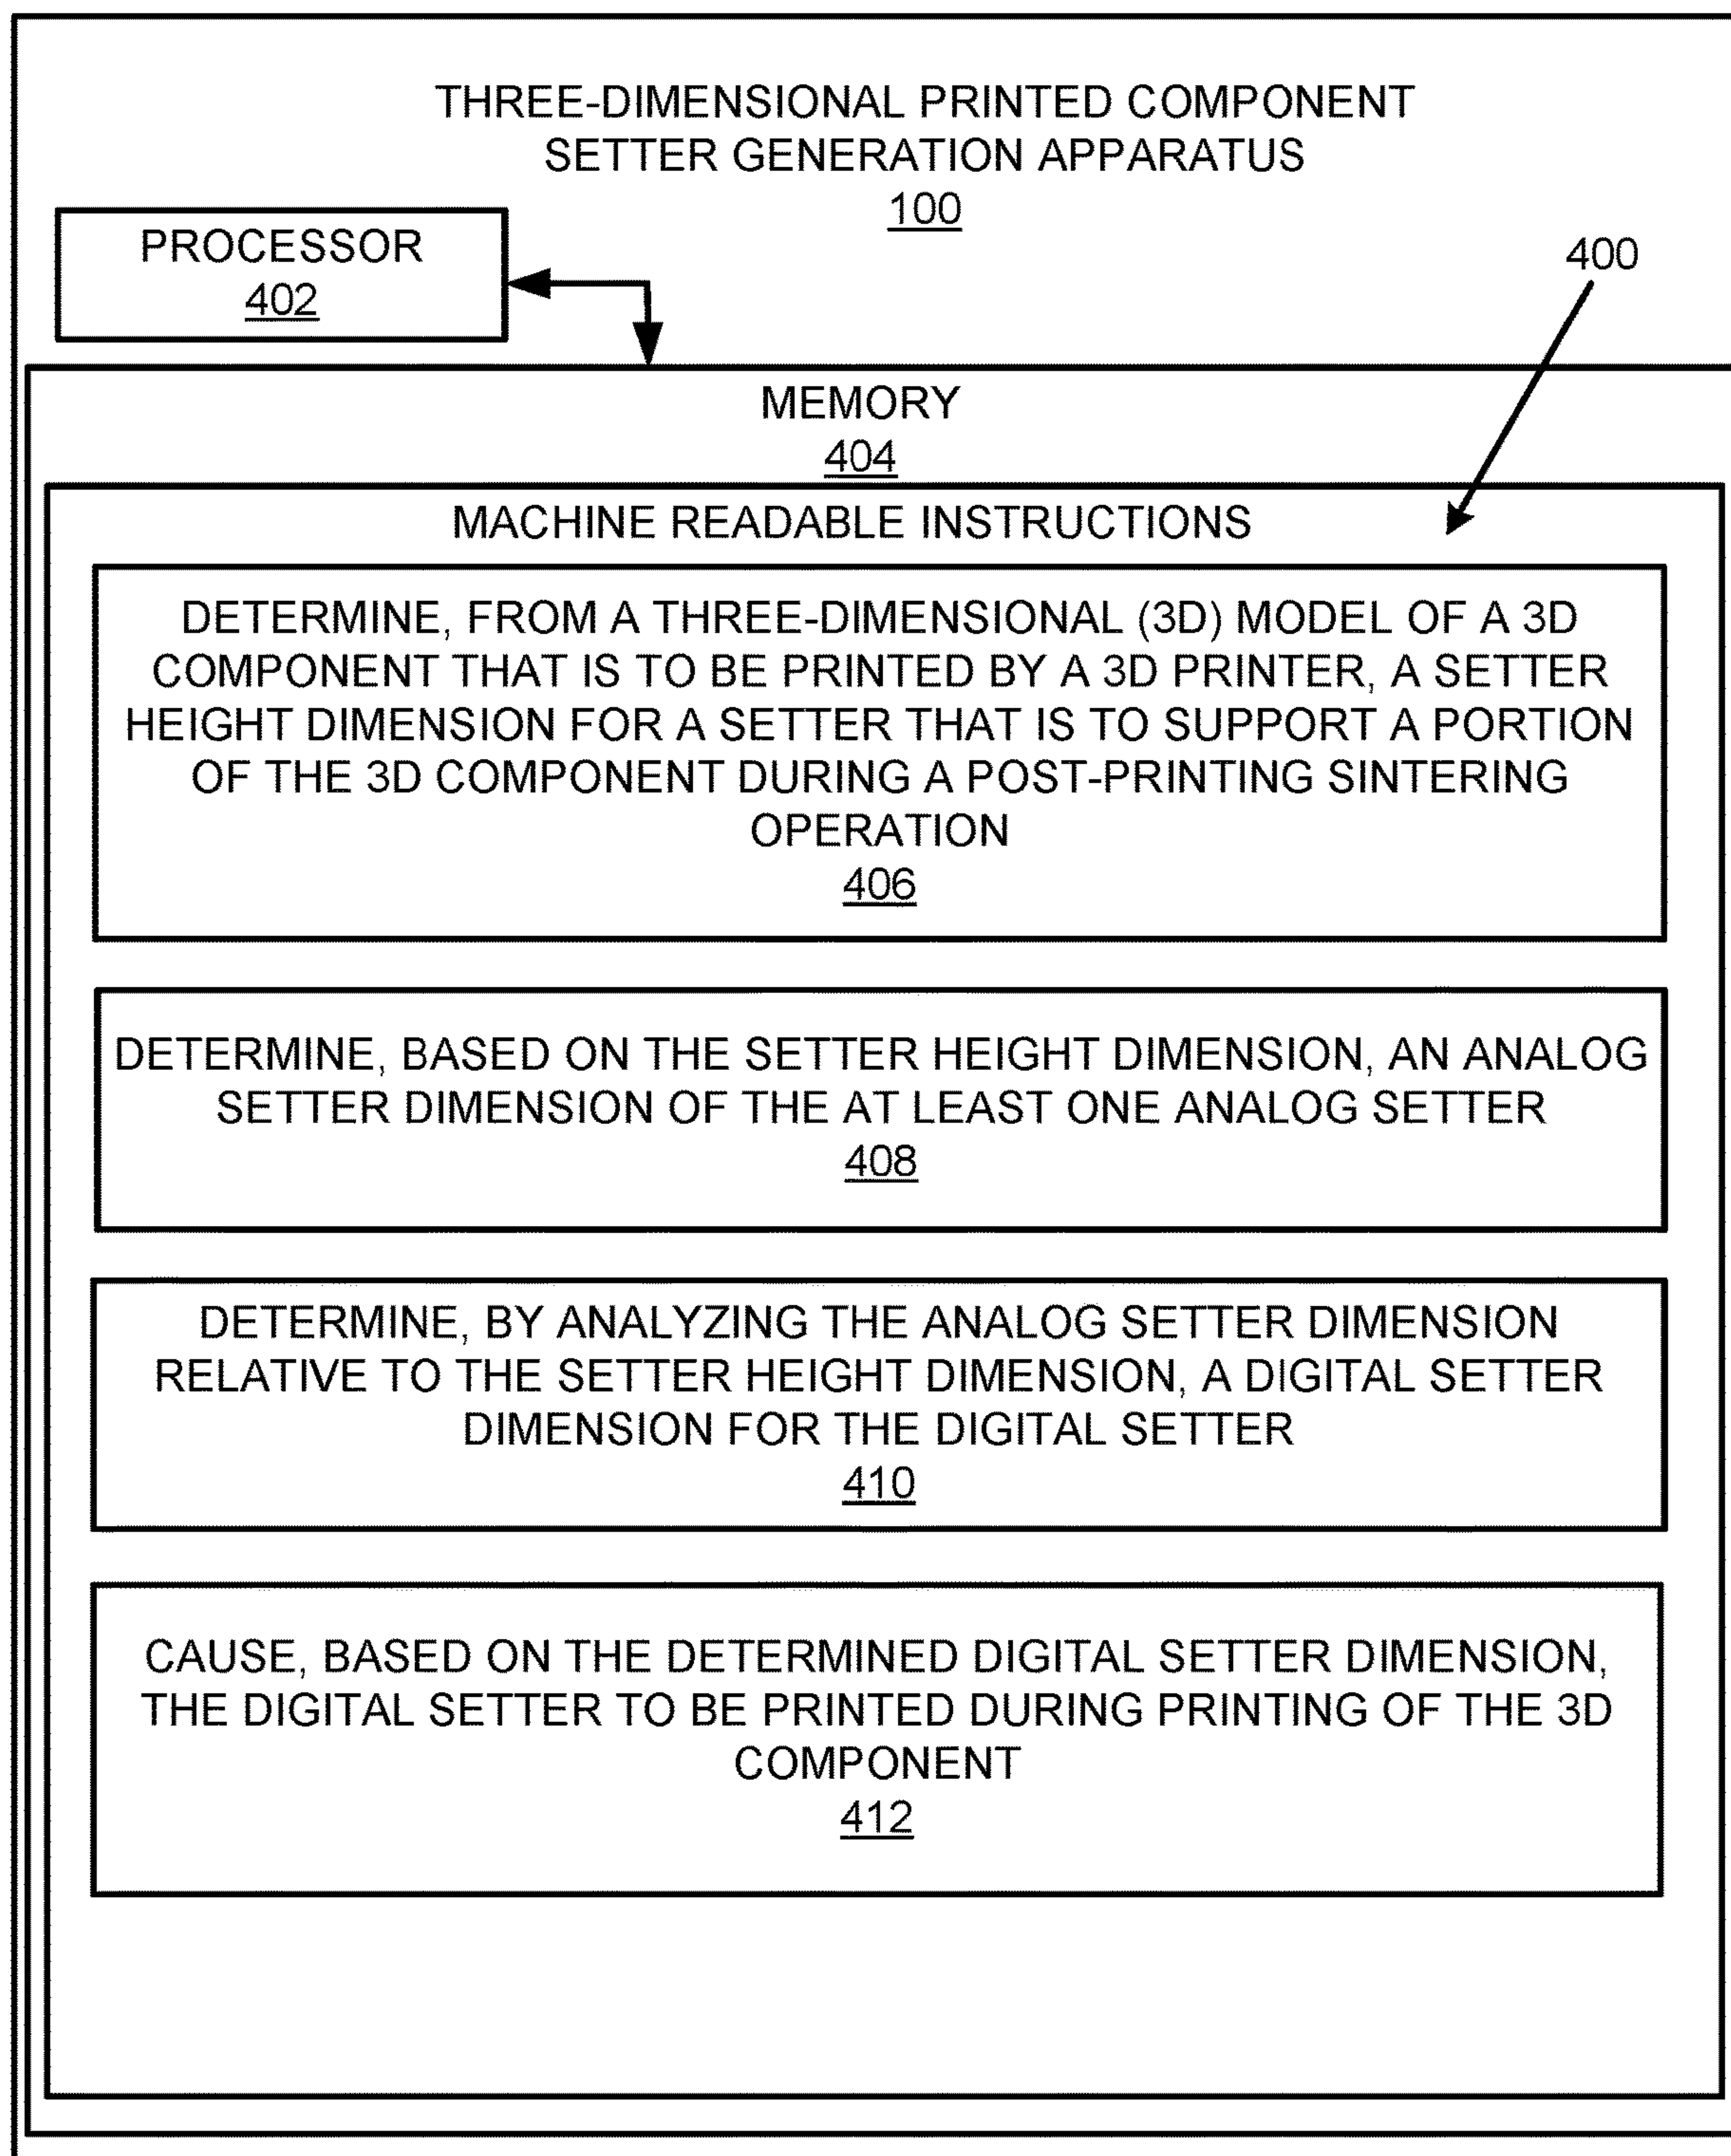 THREE-DIMENSIONAL PRINTED COMPONENT
SETTER GENERATION APPARATUS
100
PROCESSOR
402
400
MEMORY
404
MACHINE READABLE INSTRUCTIONS
DETERMINE, FROM A THREE-DIMENSIONAL (3D) MODEL OF A 3D
COMPONENT THAT IS TO BE PRINTED BY A 3D PRINTER, A SETTER
HEIGHT DIMENSION FOR A SETTER THAT IS TO SUPPORT A PORTION
OF THE 3D COMPONENT DURING A POST-PRINTING SINTERING
OPERATION
406
DETERMINE, BASED ON THE SETTER HEIGHT DIMENSION, AN ANALOG
SETTER DIMENSION OF THE AT LEAST ONE ANALOG SETTER
408
DETERMINE, BY ANALYZING THE ANALOG SETTER DIMENSION
RELATIVE TO THE SETTER HEIGHT DIMENSION, A DIGITAL SETTER
DIMENSION FOR THE DIGITAL SETTER
410
CAUSE, BASED ON THE DETERMINED DIGITAL SETTER DIMENSION,
THE DIGITAL SETTER TO BE PRINTED DURING PRINTING OF THE 3D
COMPONENT
412